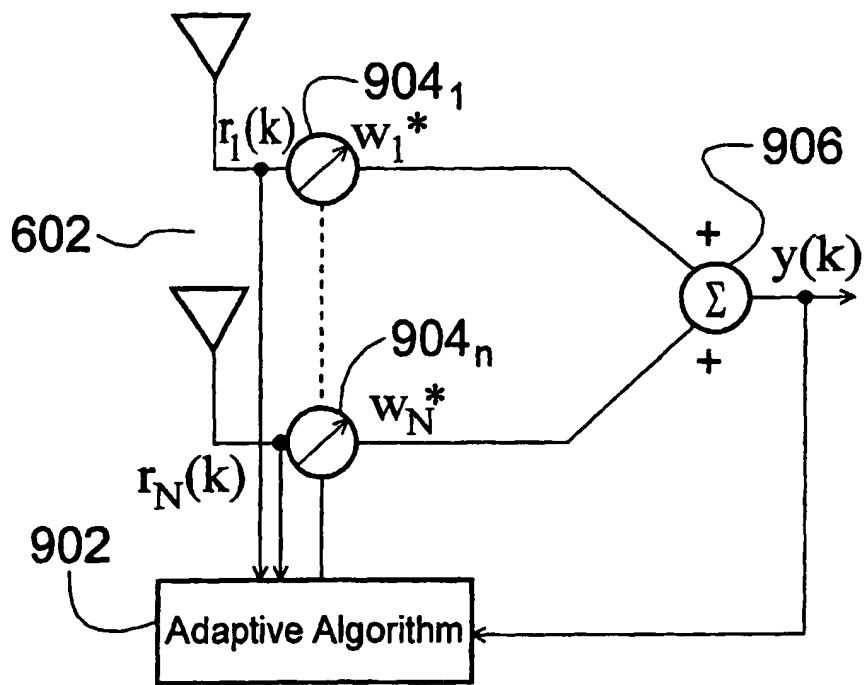 904₁
r₁(k)
w₁*
906
602
+
y(k)
Σ
904ₙ
+
w_N*
r_N(k)
902
Adaptive Algorithm